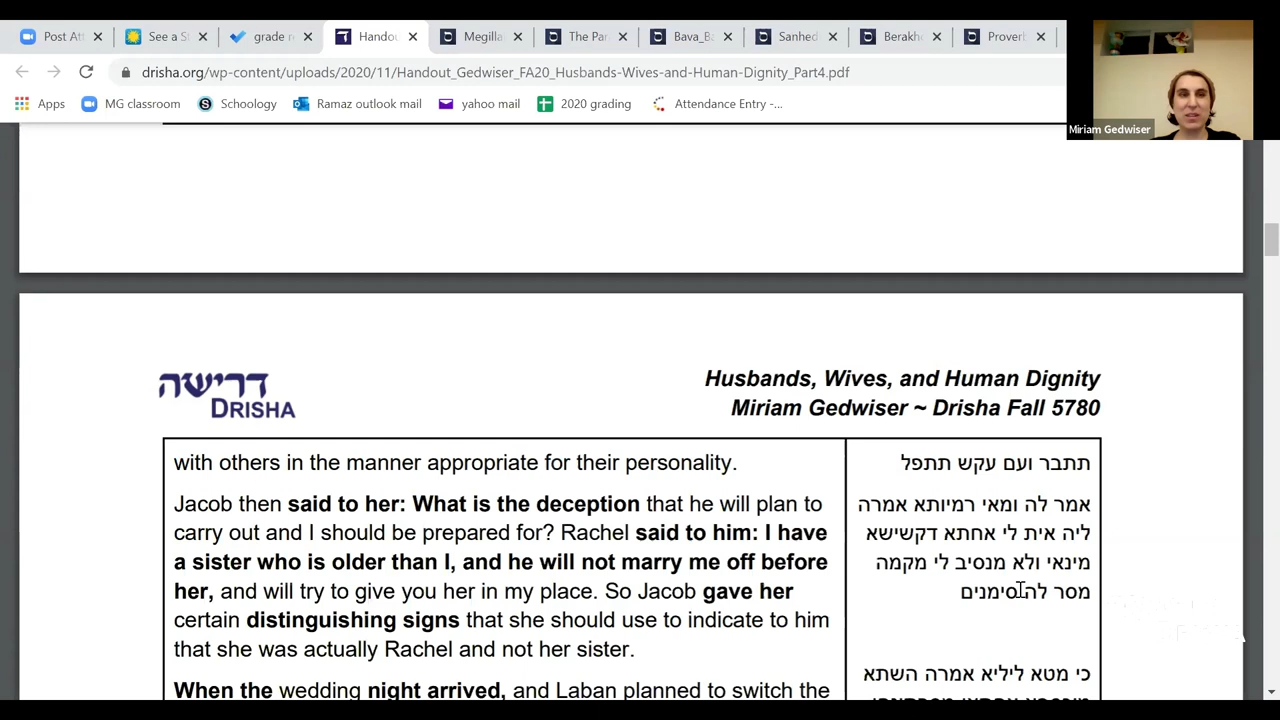 Post At
See a S
grade r
Handou
Megilla
The Par
Bava_Ba
Sanhed
Berakho
Proverb
drisha.org/wp-content/uploads/2020/11/Handout_Gedwiser_FA20_Husbands-Wives-and-Human-Dignity_Part4.pdf
Apps
MG classroom
Schoology
Ramaz outlook mail
yahoo mail
2020 grading
Attendance Entry -...
Miriam Gedwiser
דרישה
DRISHA
Husbands, Wives, and Human Dignity
Miriam Gedwiser ~ Drisha Fall 5780
with others in the manner appropriate for their personality.
Jacob then said to her: What is the deception that he will plan to
carry out and I should be prepared for? Rachel said to him: I have
a sister who is older than I, and he will not marry me off before
her, and will try to give you her in my place. So Jacob gave her
certain distinguishing signs that she should use to indicate to him
that she was actually Rachel and not her sister.
When the wedding night arrived, and Laban planned to switch the
תתבר ועם עקש תתפל
אמר לה ומאי רמיותא אמרה
ליה אית לי אחתא דקשישא
מינאי ולא מנסיב לי מקמה
מסר לה סימנים
כי מטא ליליא אמרה השתא